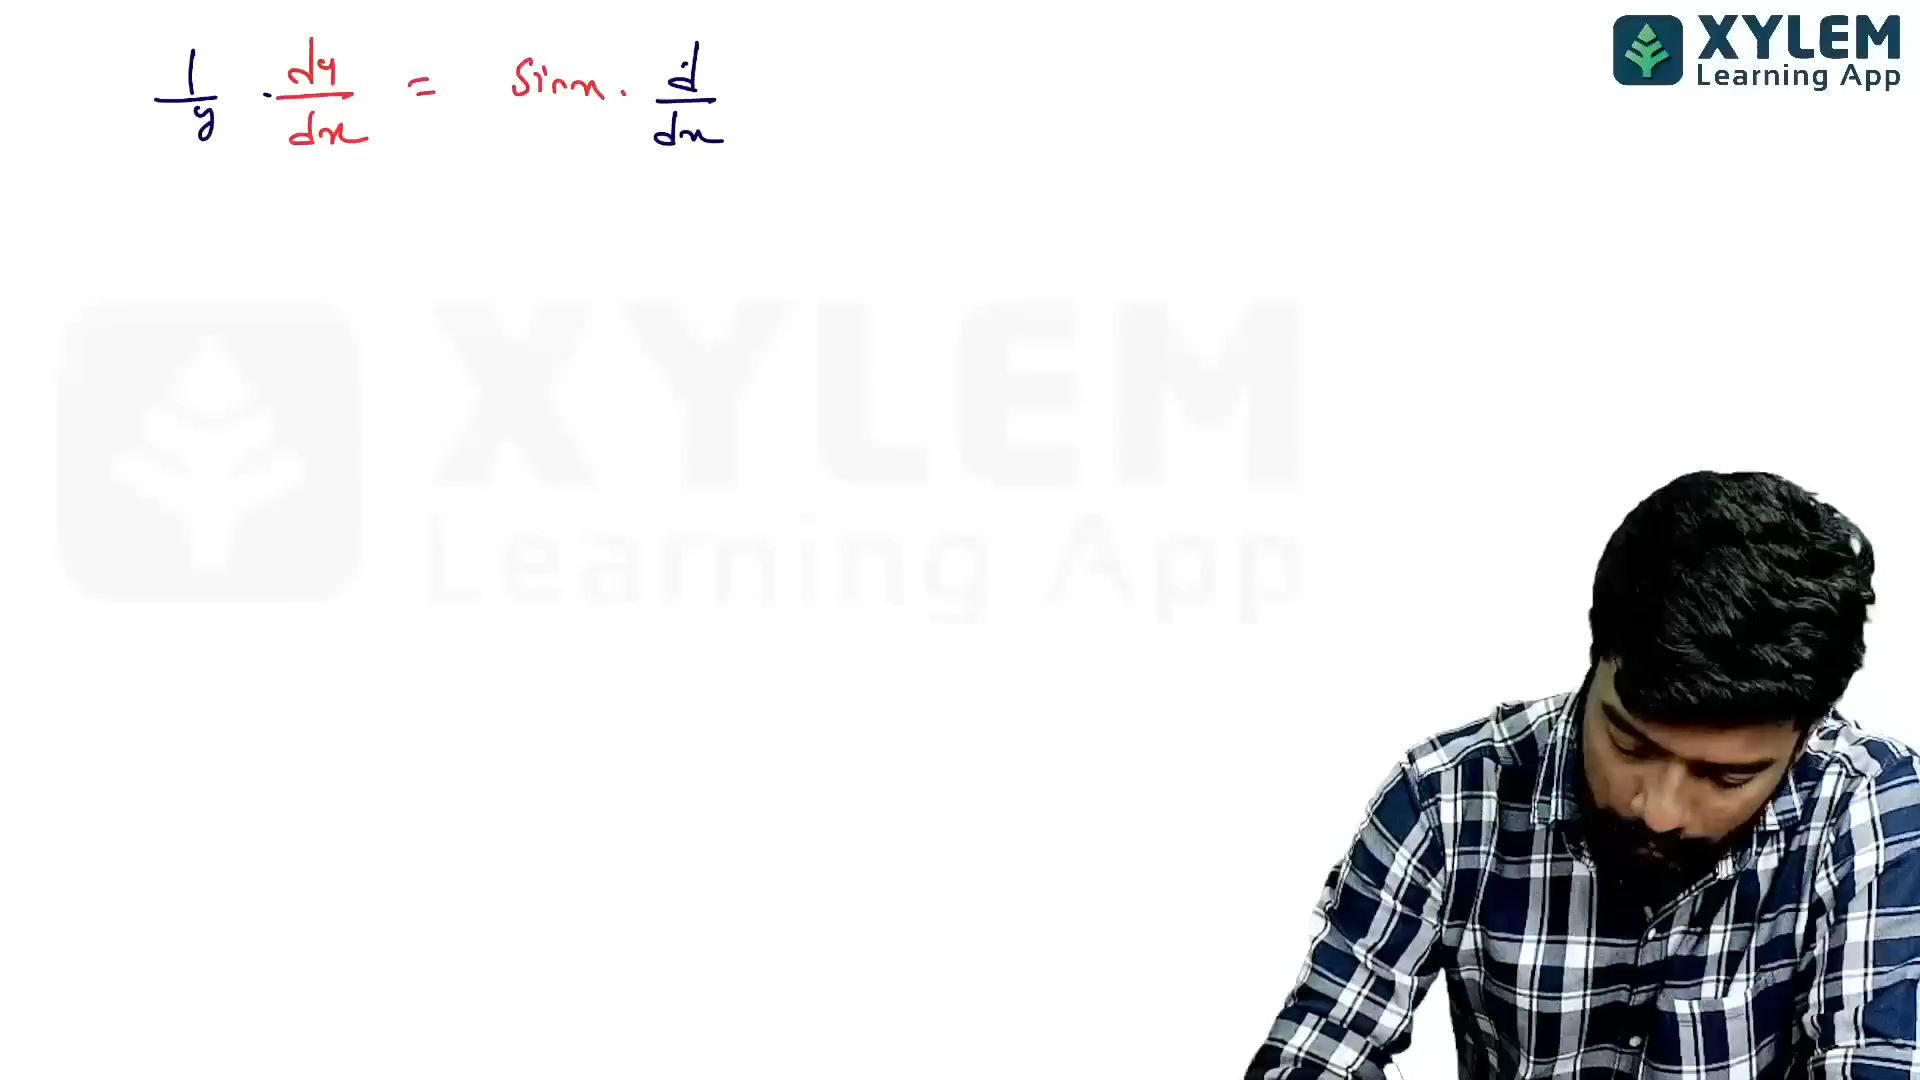 1/y · dy/dx = Sinx · d/dx
XYLEM
Learning App
XYLEM
Learning App